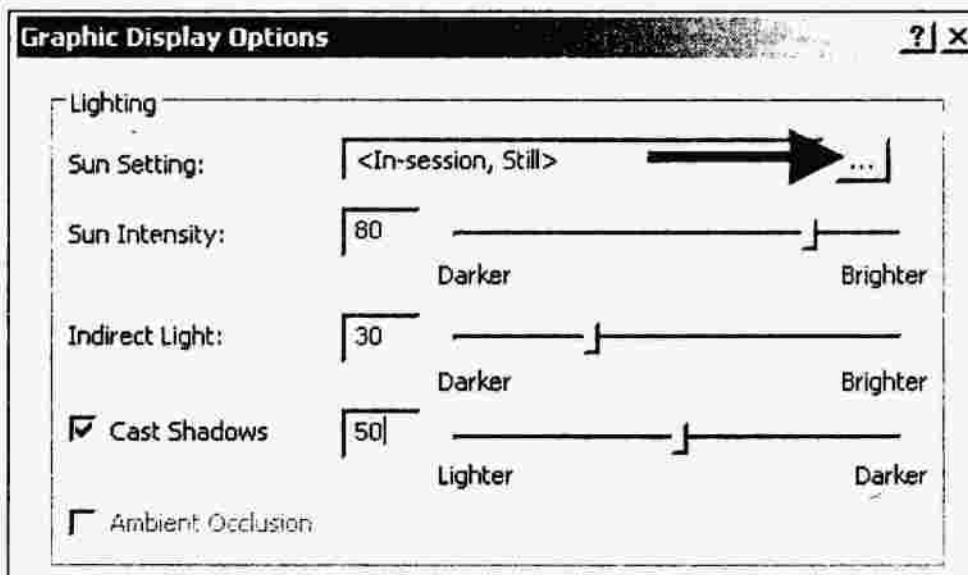 Graphic Display Options ? ×
Lighting
Sun Setting: <In-session, Still> ...
Sun Intensity: 80
Darker Brighter
Indirect Light: 30
Darker Brighter
Cast Shadows 50
Lighter Darker
Ambient Occlusion